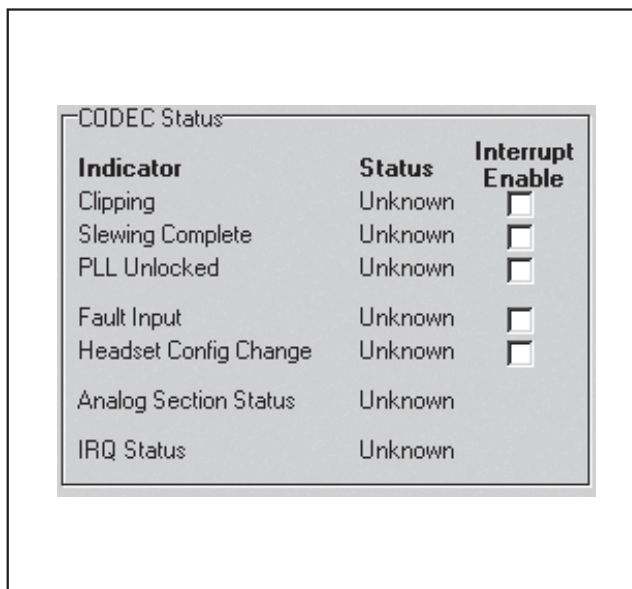 CODEC Status
Indicator Status Interrupt Enable
Clipping Unknown
Slewing Complete Unknown
PLL Unlocked Unknown
Fault Input Unknown
Headset Config Change Unknown
Analog Section Status Unknown
IRQ Status Unknown